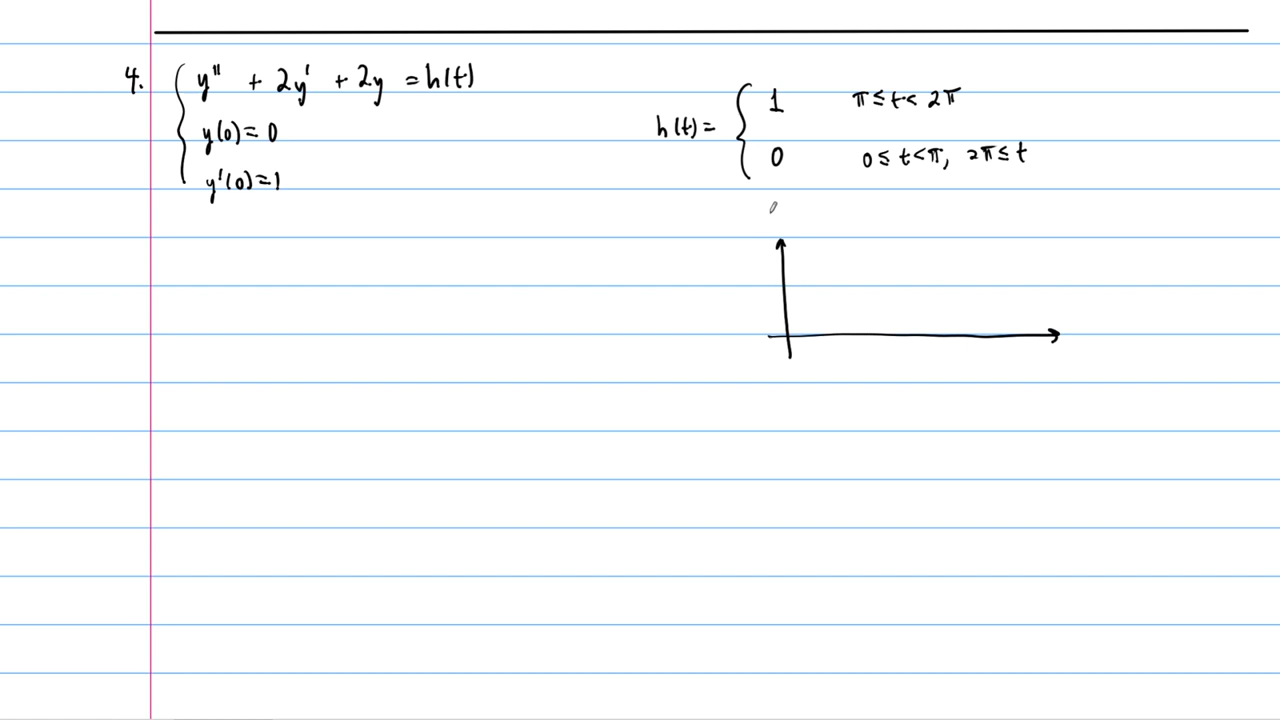 4. y'' + 2y' + 2y = h(t)
y(0) = 0
y'(0) = 1
h(t) = { 1 π ≤ t < 2π
0 0 ≤ t < π, 2π ≤ t